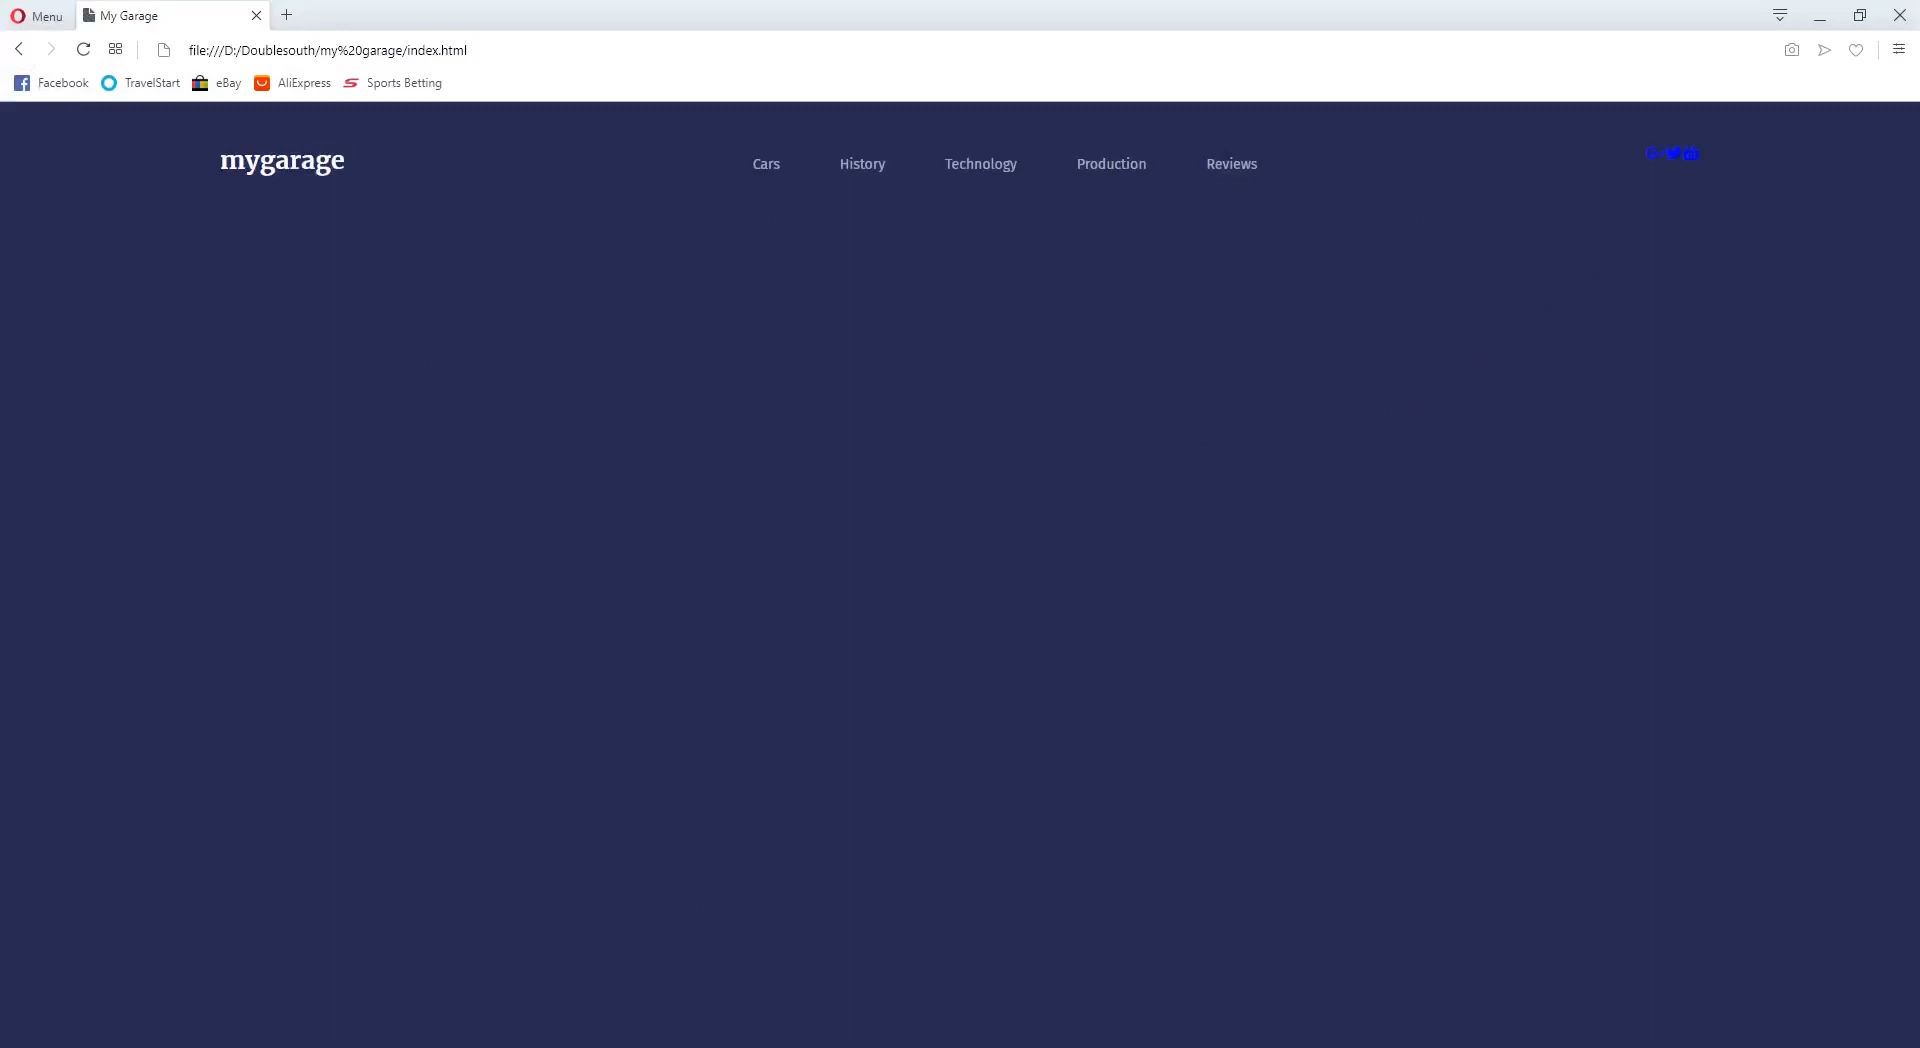 Menu
My Garage
file:///D:/Doublesouth/my%20garage/index.html
Facebook
TravelStart
eBay
AliExpress
Sports Betting
mygarage
Cars
History
Technology
Production
Reviews